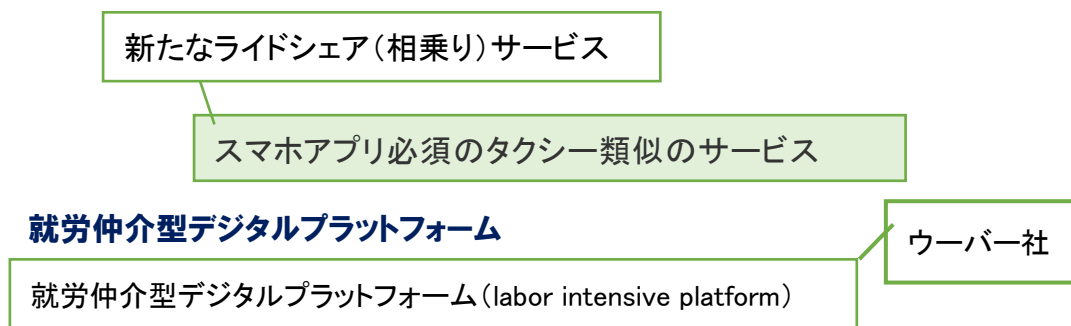 新たなライドシェア（相乗り）サービス
スマホアプリ必須のタクシー類似のサービス
就労仲介型デジタルプラットフォーム
ウーバー社
就労仲介型デジタルプラットフォーム（labor intensive platform）